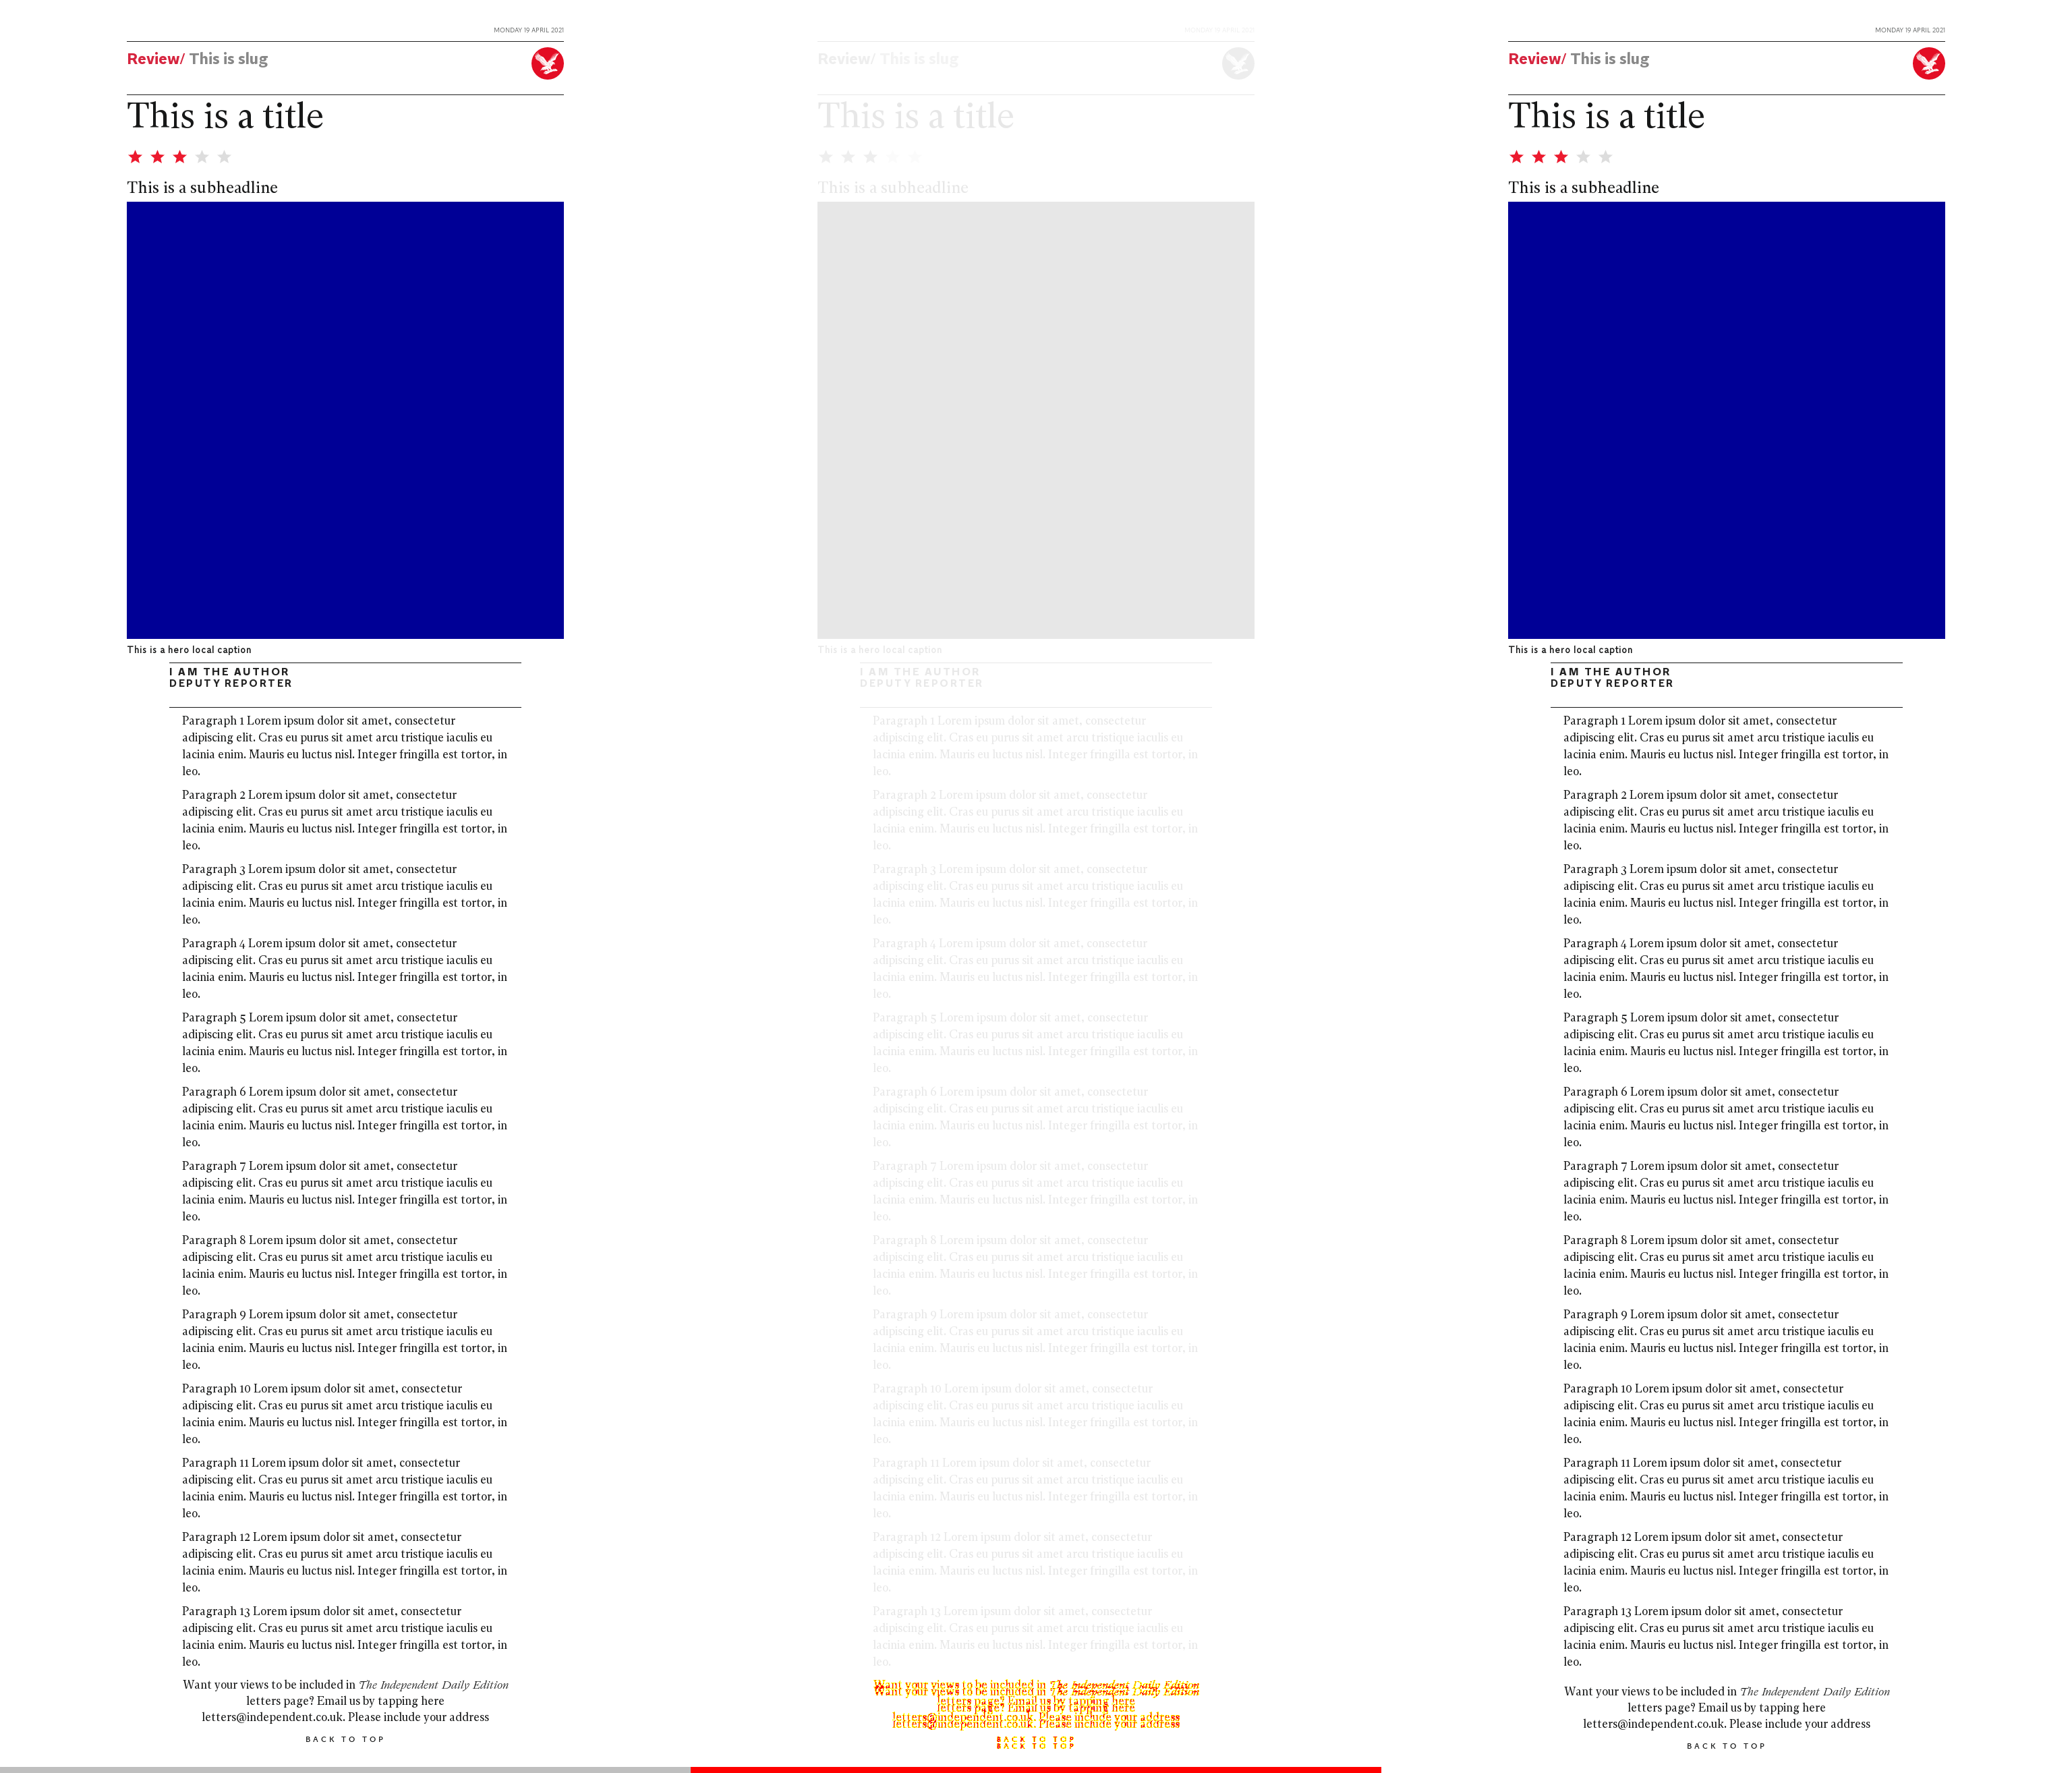 MONDAY 19 APRIL 2021
Review/ This is slug
This is a title
This is a subheadline
This is a hero local caption
I AM THE AUTHOR
DEPUTY REPORTER
Paragraph 1 Lorem ipsum dolor sit amet, consectetur
adipiscing elit. Cras eu purus sit amet arcu tristique iaculis eu
lacinia enim. Mauris eu luctus nisl. Integer fringilla est tortor, in
leo.
Paragraph 2 Lorem ipsum dolor sit amet, consectetur
adipiscing elit. Cras eu purus sit amet arcu tristique iaculis eu
lacinia enim. Mauris eu luctus nisl. Integer fringilla est tortor, in
leo.
Paragraph 3 Lorem ipsum dolor sit amet, consectetur
adipiscing elit. Cras eu purus sit amet arcu tristique iaculis eu
lacinia enim. Mauris eu luctus nisl. Integer fringilla est tortor, in
leo.
Paragraph 4 Lorem ipsum dolor sit amet, consectetur
adipiscing elit. Cras eu purus sit amet arcu tristique iaculis eu
lacinia enim. Mauris eu luctus nisl. Integer fringilla est tortor, in
leo.
Paragraph 5 Lorem ipsum dolor sit amet, consectetur
adipiscing elit. Cras eu purus sit amet arcu tristique iaculis eu
lacinia enim. Mauris eu luctus nisl. Integer fringilla est tortor, in
leo.
Paragraph 6 Lorem ipsum dolor sit amet, consectetur
adipiscing elit. Cras eu purus sit amet arcu tristique iaculis eu
lacinia enim. Mauris eu luctus nisl. Integer fringilla est tortor, in
leo.
Paragraph 7 Lorem ipsum dolor sit amet, consectetur
adipiscing elit. Cras eu purus sit amet arcu tristique iaculis eu
lacinia enim. Mauris eu luctus nisl. Integer fringilla est tortor, in
leo.
Paragraph 8 Lorem ipsum dolor sit amet, consectetur
adipiscing elit. Cras eu purus sit amet arcu tristique iaculis eu
lacinia enim. Mauris eu luctus nisl. Integer fringilla est tortor, in
leo.
Paragraph 9 Lorem ipsum dolor sit amet, consectetur
adipiscing elit. Cras eu purus sit amet arcu tristique iaculis eu
lacinia enim. Mauris eu luctus nisl. Integer fringilla est tortor, in
leo.
Paragraph 10 Lorem ipsum dolor sit amet, consectetur
adipiscing elit. Cras eu purus sit amet arcu tristique iaculis eu
lacinia enim. Mauris eu luctus nisl. Integer fringilla est tortor, in
leo.
Paragraph 11 Lorem ipsum dolor sit amet, consectetur
adipiscing elit. Cras eu purus sit amet arcu tristique iaculis eu
lacinia enim. Mauris eu luctus nisl. Integer fringilla est tortor, in
leo.
Paragraph 12 Lorem ipsum dolor sit amet, consectetur
adipiscing elit. Cras eu purus sit amet arcu tristique iaculis eu
lacinia enim. Mauris eu luctus nisl. Integer fringilla est tortor, in
leo.
Paragraph 13 Lorem ipsum dolor sit amet, consectetur
adipiscing elit. Cras eu purus sit amet arcu tristique iaculis eu
lacinia enim. Mauris eu luctus nisl. Integer fringilla est tortor, in
leo.
Want your views to be included in The Independent Daily Edition
letters page? Email us by tapping here
letters@independent.co.uk. Please include your address
BACK TO TOP
Review/ This is slug
This is a title
This is a subheadline
This is a hero local caption
I AM THE AUTHOR
DEPUTY REPORTER
Paragraph 1 Lorem ipsum dolor sit amet, consectetur
adipiscing elit. Cras eu purus sit amet arcu tristique iaculis eu
lacinia enim. Mauris eu luctus nisl. Integer fringilla est tortor, in
leo.
Paragraph 2 Lorem ipsum dolor sit amet, consectetur
adipiscing elit. Cras eu purus sit amet arcu tristique iaculis eu
lacinia enim. Mauris eu luctus nisl. Integer fringilla est tortor, in
leo.
Paragraph 3 Lorem ipsum dolor sit amet, consectetur
adipiscing elit. Cras eu purus sit amet arcu tristique iaculis eu
lacinia enim. Mauris eu luctus nisl. Integer fringilla est tortor, in
leo.
Paragraph 4 Lorem ipsum dolor sit amet, consectetur
adipiscing elit. Cras eu purus sit amet arcu tristique iaculis eu
lacinia enim. Mauris eu luctus nisl. Integer fringilla est tortor, in
leo.
Paragraph 5 Lorem ipsum dolor sit amet, consectetur
adipiscing elit. Cras eu purus sit amet arcu tristique iaculis eu
lacinia enim. Mauris eu luctus nisl. Integer fringilla est tortor, in
leo.
Paragraph 6 Lorem ipsum dolor sit amet, consectetur
adipiscing elit. Cras eu purus sit amet arcu tristique iaculis eu
lacinia enim. Mauris eu luctus nisl. Integer fringilla est tortor, in
leo.
Paragraph 7 Lorem ipsum dolor sit amet, consectetur
adipiscing elit. Cras eu purus sit amet arcu tristique iaculis eu
lacinia enim. Mauris eu luctus nisl. Integer fringilla est tortor, in
leo.
Paragraph 8 Lorem ipsum dolor sit amet, consectetur
adipiscing elit. Cras eu purus sit amet arcu tristique iaculis eu
lacinia enim. Mauris eu luctus nisl. Integer fringilla est tortor, in
leo.
Paragraph 9 Lorem ipsum dolor sit amet, consectetur
adipiscing elit. Cras eu purus sit amet arcu tristique iaculis eu
lacinia enim. Mauris eu luctus nisl. Integer fringilla est tortor, in
leo.
Paragraph 10 Lorem ipsum dolor sit amet, consectetur
adipiscing elit. Cras eu purus sit amet arcu tristique iaculis eu
lacinia enim. Mauris eu luctus nisl. Integer fringilla est tortor, in
leo.
Paragraph 11 Lorem ipsum dolor sit amet, consectetur
adipiscing elit. Cras eu purus sit amet arcu tristique iaculis eu
lacinia enim. Mauris eu luctus nisl. Integer fringilla est tortor, in
leo.
Paragraph 12 Lorem ipsum dolor sit amet, consectetur
adipiscing elit. Cras eu purus sit amet arcu tristique iaculis eu
lacinia enim. Mauris eu luctus nisl. Integer fringilla est tortor, in
leo.
Paragraph 13 Lorem ipsum dolor sit amet, consectetur
adipiscing elit. Cras eu purus sit amet arcu tristique iaculis eu
lacinia enim. Mauris eu luctus nisl. Integer fringilla est tortor, in
leo.
Want your views to be included in The Independent Daily Edition
letters page? Email us by tapping here
letters@independent.co.uk. Please include your address
BACK TO TOP
BACK TO TOP
MONDAY 19 APRIL 2021
Review/ This is slug
This is a title
This is a subheadline
This is a hero local caption
I AM THE AUTHOR
DEPUTY REPORTER
Paragraph 1 Lorem ipsum dolor sit amet, consectetur
adipiscing elit. Cras eu purus sit amet arcu tristique iaculis eu
lacinia enim. Mauris eu luctus nisl. Integer fringilla est tortor, in
leo.
Paragraph 2 Lorem ipsum dolor sit amet, consectetur
adipiscing elit. Cras eu purus sit amet arcu tristique iaculis eu
lacinia enim. Mauris eu luctus nisl. Integer fringilla est tortor, in
leo.
Paragraph 3 Lorem ipsum dolor sit amet, consectetur
adipiscing elit. Cras eu purus sit amet arcu tristique iaculis eu
lacinia enim. Mauris eu luctus nisl. Integer fringilla est tortor, in
leo.
Paragraph 4 Lorem ipsum dolor sit amet, consectetur
adipiscing elit. Cras eu purus sit amet arcu tristique iaculis eu
lacinia enim. Mauris eu luctus nisl. Integer fringilla est tortor, in
leo.
Paragraph 5 Lorem ipsum dolor sit amet, consectetur
adipiscing elit. Cras eu purus sit amet arcu tristique iaculis eu
lacinia enim. Mauris eu luctus nisl. Integer fringilla est tortor, in
leo.
Paragraph 6 Lorem ipsum dolor sit amet, consectetur
adipiscing elit. Cras eu purus sit amet arcu tristique iaculis eu
lacinia enim. Mauris eu luctus nisl. Integer fringilla est tortor, in
leo.
Paragraph 7 Lorem ipsum dolor sit amet, consectetur
adipiscing elit. Cras eu purus sit amet arcu tristique iaculis eu
lacinia enim. Mauris eu luctus nisl. Integer fringilla est tortor, in
leo.
Paragraph 8 Lorem ipsum dolor sit amet, consectetur
adipiscing elit. Cras eu purus sit amet arcu tristique iaculis eu
lacinia enim. Mauris eu luctus nisl. Integer fringilla est tortor, in
leo.
Paragraph 9 Lorem ipsum dolor sit amet, consectetur
adipiscing elit. Cras eu purus sit amet arcu tristique iaculis eu
lacinia enim. Mauris eu luctus nisl. Integer fringilla est tortor, in
leo.
Paragraph 10 Lorem ipsum dolor sit amet, consectetur
adipiscing elit. Cras eu purus sit amet arcu tristique iaculis eu
lacinia enim. Mauris eu luctus nisl. Integer fringilla est tortor, in
leo.
Paragraph 11 Lorem ipsum dolor sit amet, consectetur
adipiscing elit. Cras eu purus sit amet arcu tristique iaculis eu
lacinia enim. Mauris eu luctus nisl. Integer fringilla est tortor, in
leo.
Paragraph 12 Lorem ipsum dolor sit amet, consectetur
adipiscing elit. Cras eu purus sit amet arcu tristique iaculis eu
lacinia enim. Mauris eu luctus nisl. Integer fringilla est tortor, in
leo.
Paragraph 13 Lorem ipsum dolor sit amet, consectetur
adipiscing elit. Cras eu purus sit amet arcu tristique iaculis eu
lacinia enim. Mauris eu luctus nisl. Integer fringilla est tortor, in
leo.
Want your views to be included in The Independent Daily Edition
letters page? Email us by tapping here
letters@independent.co.uk. Please include your address
BACK TO TOP